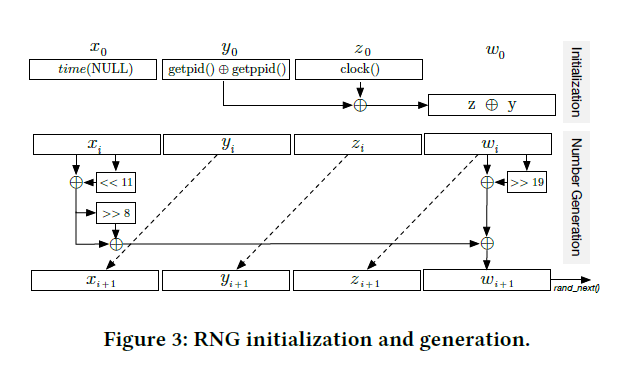 x₀ y₀ z₀ w₀
time(NULL) getpid() ⊕ getppid() clock()
z ⊕ y
Initialization
xᵢ yᵢ zᵢ wᵢ
<< 11 >> 19
>> 8
Number Generation
xᵢ₊₁ yᵢ₊₁ zᵢ₊₁ wᵢ₊₁
rand_next()
Figure 3: RNG initialization and generation.